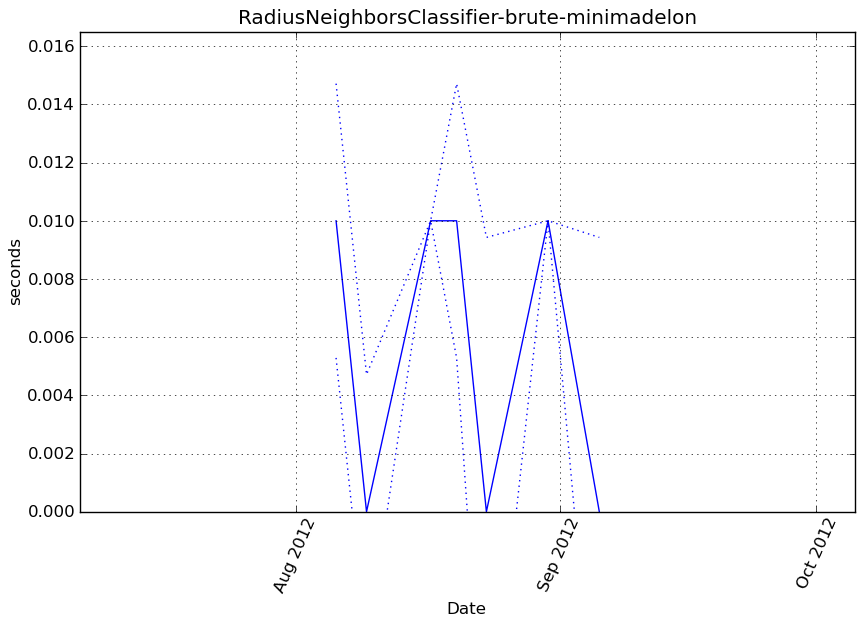 RadiusNeighborsClassifier-brute-minimadelon
0.016
0.014
0.012
0.010
0.008
0.006
0.004
0.002
0.000
seconds
Aug 2012
Sep 2012
Oct 2012
Date